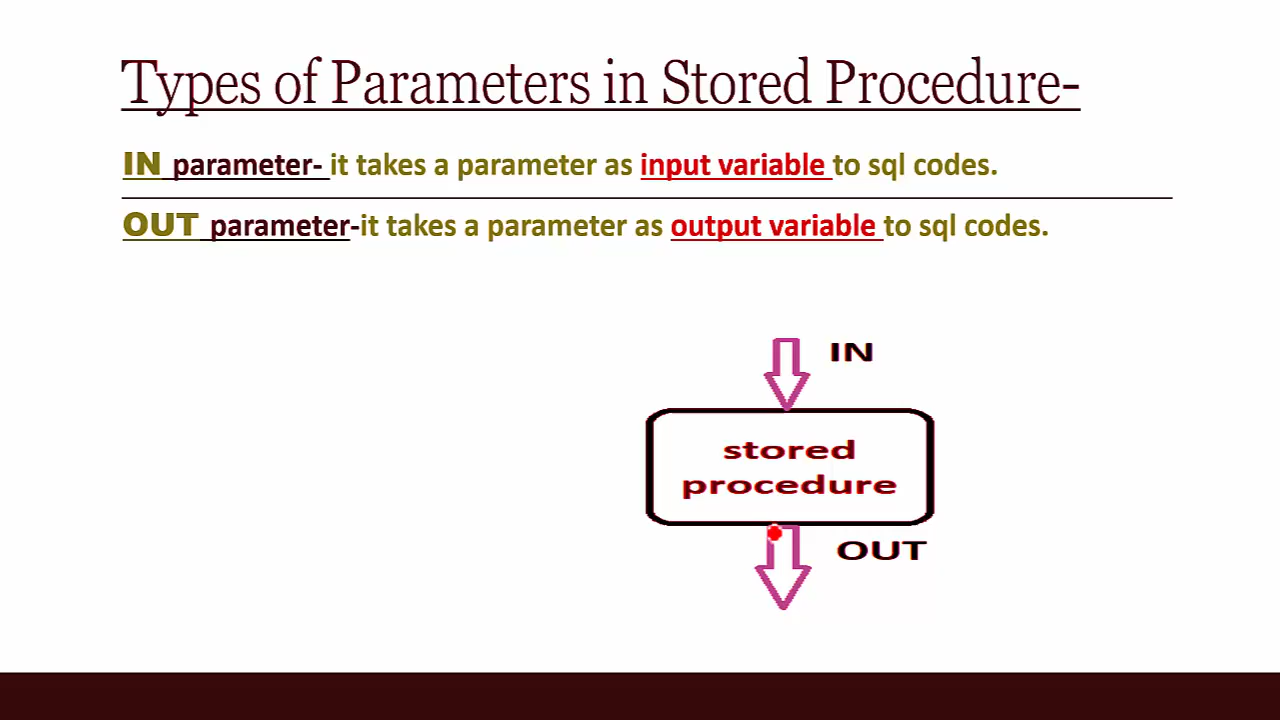 Types of Parameters in Stored Procedure-
IN parameter- it takes a parameter as input variable to sql codes.
OUT parameter-it takes a parameter as output variable to sql codes.
IN
stored
procedure
OUT